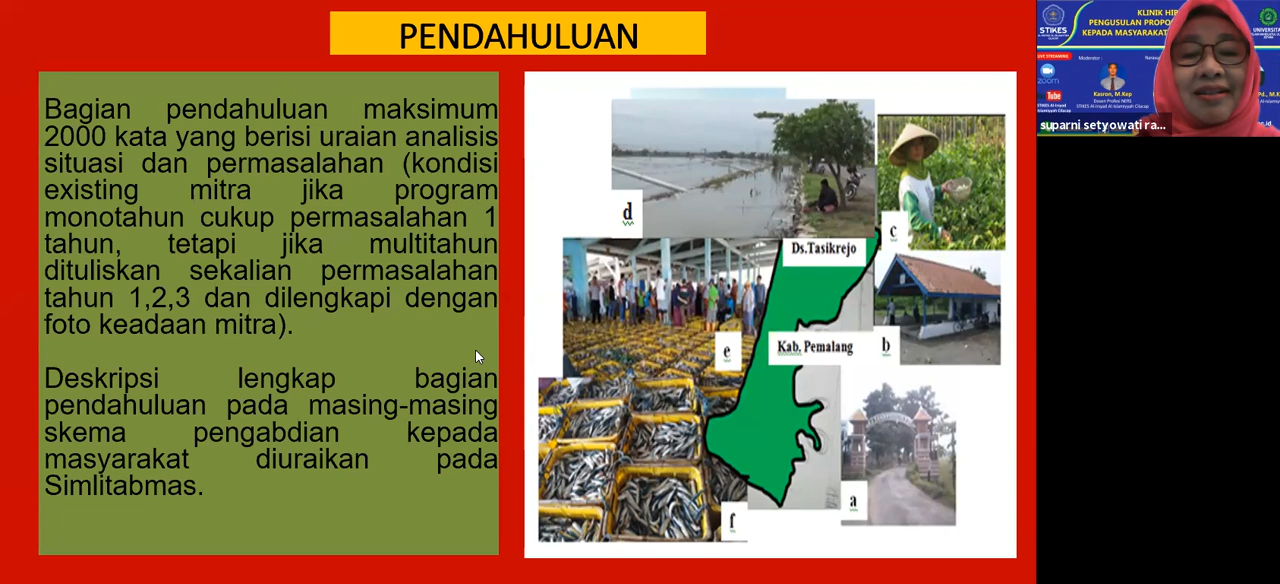 PENDAHULUAN
Bagian pendahuluan maksimum
2000 kata yang berisi uraian analisis
situasi dan permasalahan (kondisi
existing mitra jika program
monotahun cukup permasalahan 1
tahun, tetapi jika multitahun
dituliskan sekalian permasalahan
tahun 1,2,3 dan dilengkapi dengan
foto keadaan mitra).
Deskripsi lengkap bagian
pendahuluan pada masing-masing
skema pengabdian kepada
masyarakat diuraikan pada
Simlitabmas.
d
c
Ds.Tasikrejo
e
Kab. Pemalang
b
a
f
STIKES
KLINIK
PENGUSULAN
KEPADA
LIVE STREAMING
Moderator :
zoom
Tube
Kasron, M.Kep
Dosen Profesi NERS
STIKES Al-Irsyad Al-Islamiyyah Cilacap
suparni setyowati ra...